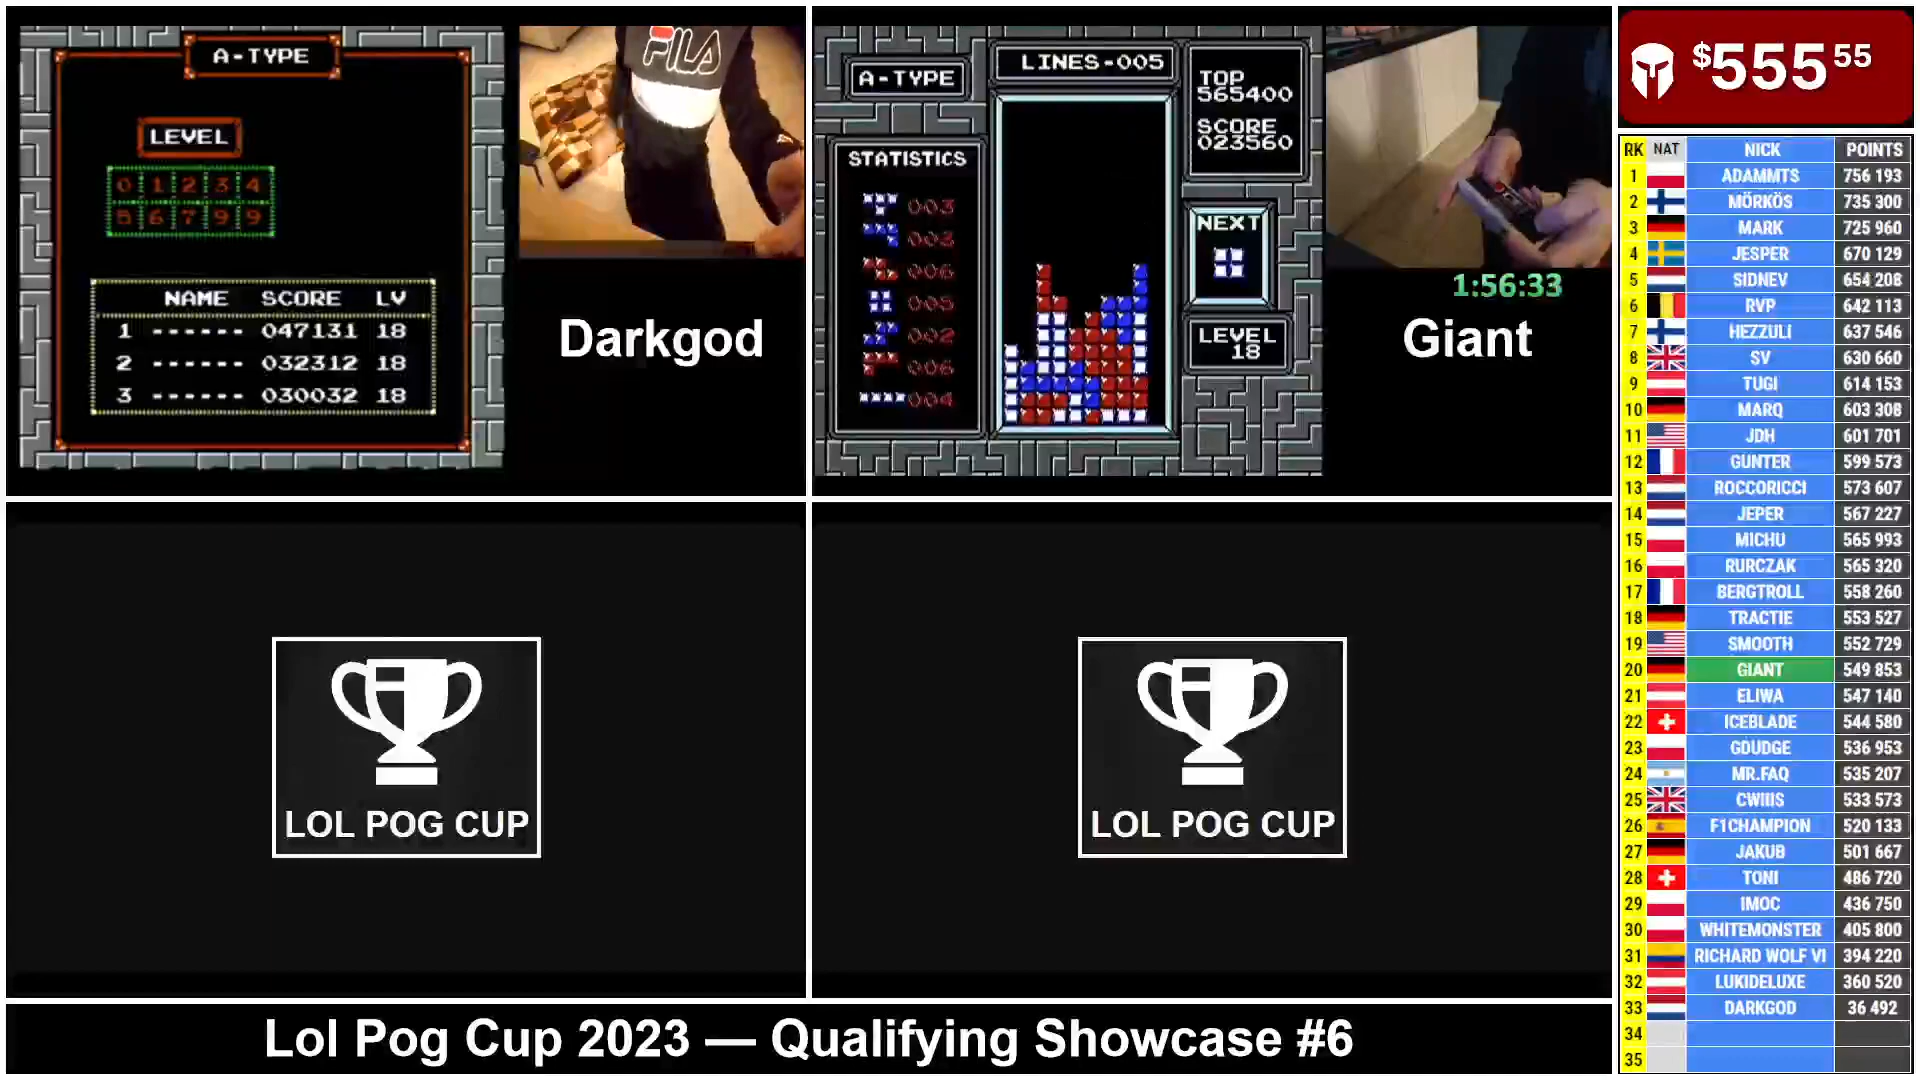 A-TYPE
LEVEL
0 1 2 3 4
5 6 7 9 9
NAME SCORE LV
1 ------ 047131 18
2 ------ 032312 18
3 ------ 030032 18
FILA
Darkgod
A-TYPE
LINES-005
TOP
565400
SCORE
023560
STATISTICS
003
006
005
002
006
004
NEXT
LEVEL
18
1:56:33
Giant
LOL POG CUP
LOL POG CUP
Lol Pog Cup 2023 — Qualifying Showcase #6
$555 55
RK NAT NICK POINTS
1 ADAMMTS 756 193
2 MÖRKÖS 735 300
3 MARK 725 960
4 JESPER 670 129
5 SIDNEV 654 208
6 RVP 642 113
7 HEZZULI 637 546
8 SV 630 660
9 TUGI 614 153
10 MARQ 603 308
11 JDH 601 701
12 GUNTER 599 573
13 ROCCORICCI 573 607
14 JEPER 567 227
15 MICHU 565 993
16 RURCZAK 565 320
17 BERGTROLL 558 260
18 TRACTIE 553 527
19 SMOOTH 552 729
20 GIANT 549 853
21 ELIWA 547 140
22 ICEBLADE 544 580
23 GDUDGE 536 953
24 MR.FAQ 535 207
25 CWIIIS 533 573
26 F1CHAMPION 520 133
27 JAKUB 501 667
28 TONI 486 720
29 IMOC 436 750
30 WHITEMONSTER 405 800
31 RICHARD WOLF VI 394 220
32 LUKIDELUXE 360 520
33 DARKGOD 36 492
34
35